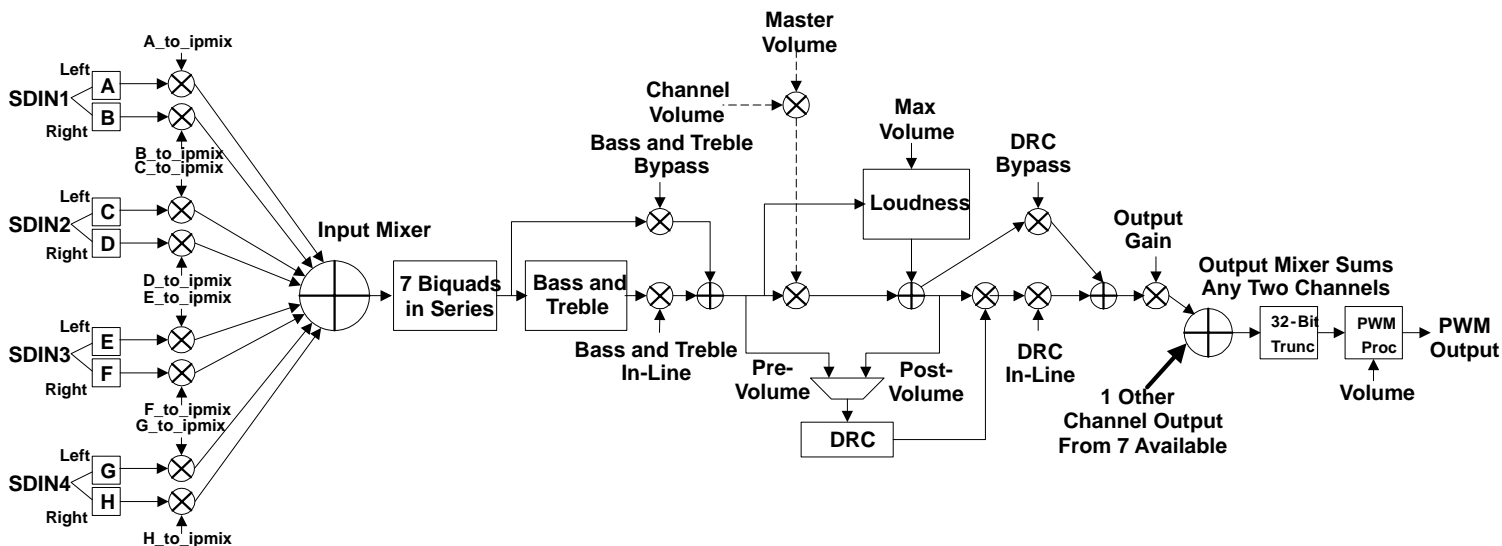 A_to_ipmix
Left
A
SDIN1
B
Right
B_to_ipmix
C_to_ipmix
Left
C
SDIN2
D
Right
D_to_ipmix
E_to_ipmix
Left
E
SDIN3
F
Right
F_to_ipmix
G_to_ipmix
Left
G
SDIN4
H
Right
H_to_ipmix
Input Mixer
7 Biquads
in Series
Bass and
Treble
Bass and Treble
Bypass
Bass and Treble
In-Line
Master
Volume
Channel
Volume
Max
Volume
Loudness
Pre-
Volume
Post-
Volume
DRC
DRC
Bypass
DRC
In-Line
Output
Gain
Output Mixer Sums
Any Two Channels
1 Other
Channel Output
From 7 Available
32-Bit
Trunc
PWM
Proc
Volume
PWM
Output